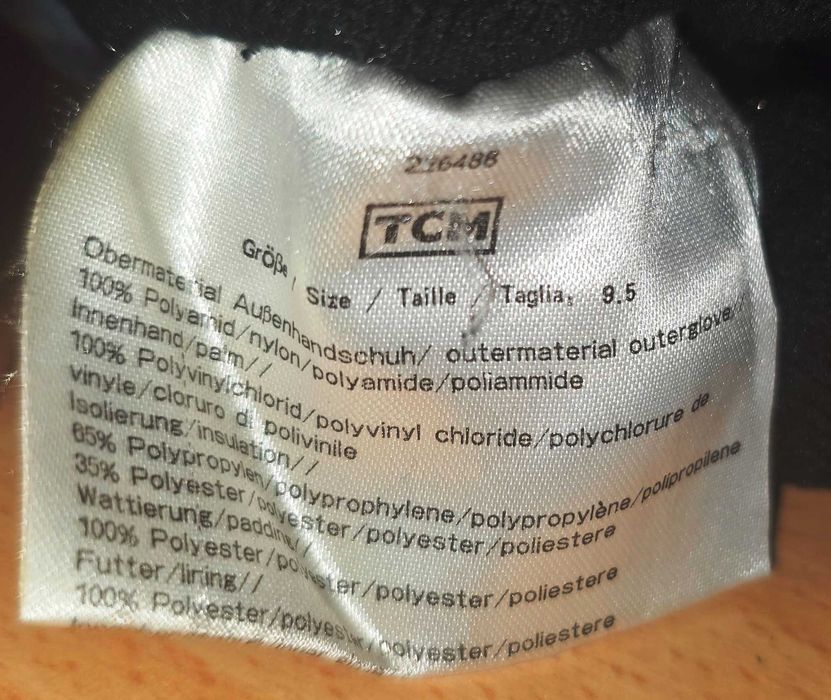 226488
TCM
Größe / Size / Taille / Taglia: 9.5
Obermaterial Außenhandschuh/ outermaterial outerglove//
100% Polyamid/nylon/polyamide/poliammide
Innenhand/palm//
100% Polyvinylchlorid/polyvinyl chloride/polychlorure de
vinyle/cloruro di polivinile
Isolierung/insulation//
65% Polypropylen/polyprophylene/polypropylène/polipropilene
35% Polyester/polyester/polyester/poliestere
Wattierung/padding//
100% Polyester/polyester/polyester/poliestere
Futter/lining//
100% Polyester/polyester/polyester/poliestere